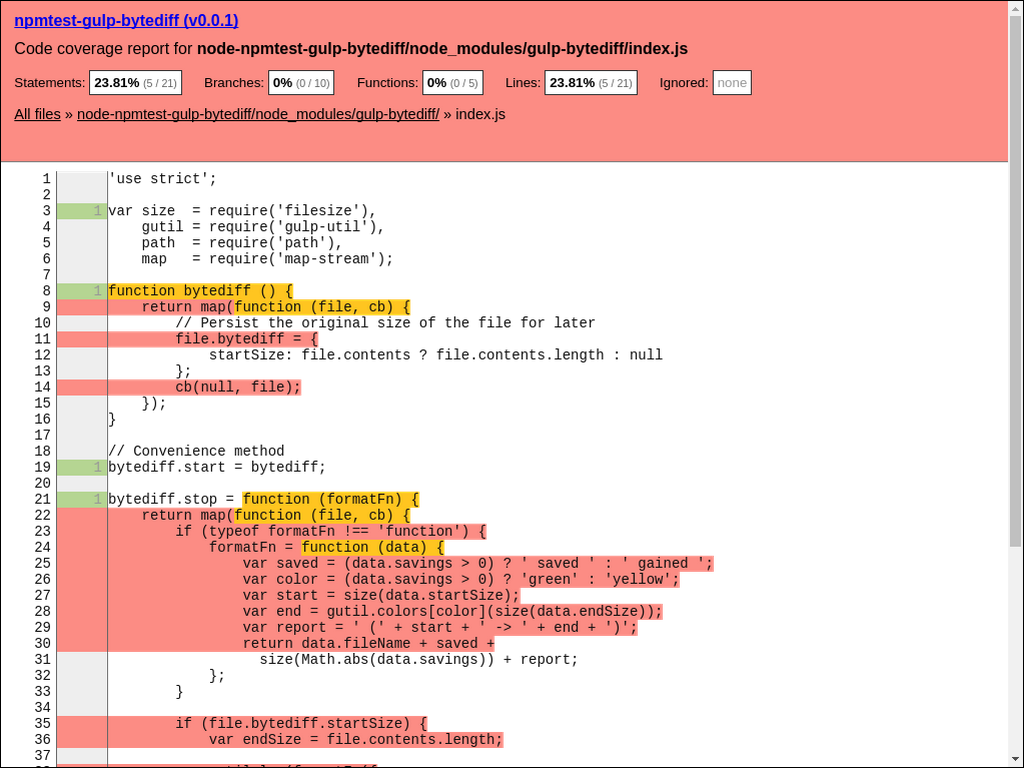 npmtest-gulp-bytediff (v0.0.1)
Code coverage report for node-npmtest-gulp-bytediff/node_modules/gulp-bytediff/index.js
Statements: 23.81% (5 / 21) Branches: 0% (0 / 10) Functions: 0% (0 / 5) Lines: 23.81% (5 / 21) Ignored: none
All files » node-npmtest-gulp-bytediff/node_modules/gulp-bytediff/ » index.js
1 'use strict';
2
3 1 var size  = require('filesize'),
4     gutil = require('gulp-util'),
5     path  = require('path'),
6     map   = require('map-stream');
7
8 1 function bytediff () {
9     return map(function (file, cb) {
10         // Persist the original size of the file for later
11         file.bytediff = {
12             startSize: file.contents ? file.contents.length : null
13         };
14         cb(null, file);
15     });
16 }
17
18 // Convenience method
19 1 bytediff.start = bytediff;
20
21 1 bytediff.stop = function (formatFn) {
22     return map(function (file, cb) {
23         if (typeof formatFn !== 'function') {
24             formatFn = function (data) {
25                 var saved = (data.savings > 0) ? ' saved ' : ' gained ';
26                 var color = (data.savings > 0) ? 'green' : 'yellow';
27                 var start = size(data.startSize);
28                 var end = gutil.colors[color](size(data.endSize));
29                 var report = ' (' + start + ' -> ' + end + ')';
30                 return data.fileName + saved +
31                   size(Math.abs(data.savings)) + report;
32             };
33         }
34
35         if (file.bytediff.startSize) {
36             var endSize = file.contents.length;
37